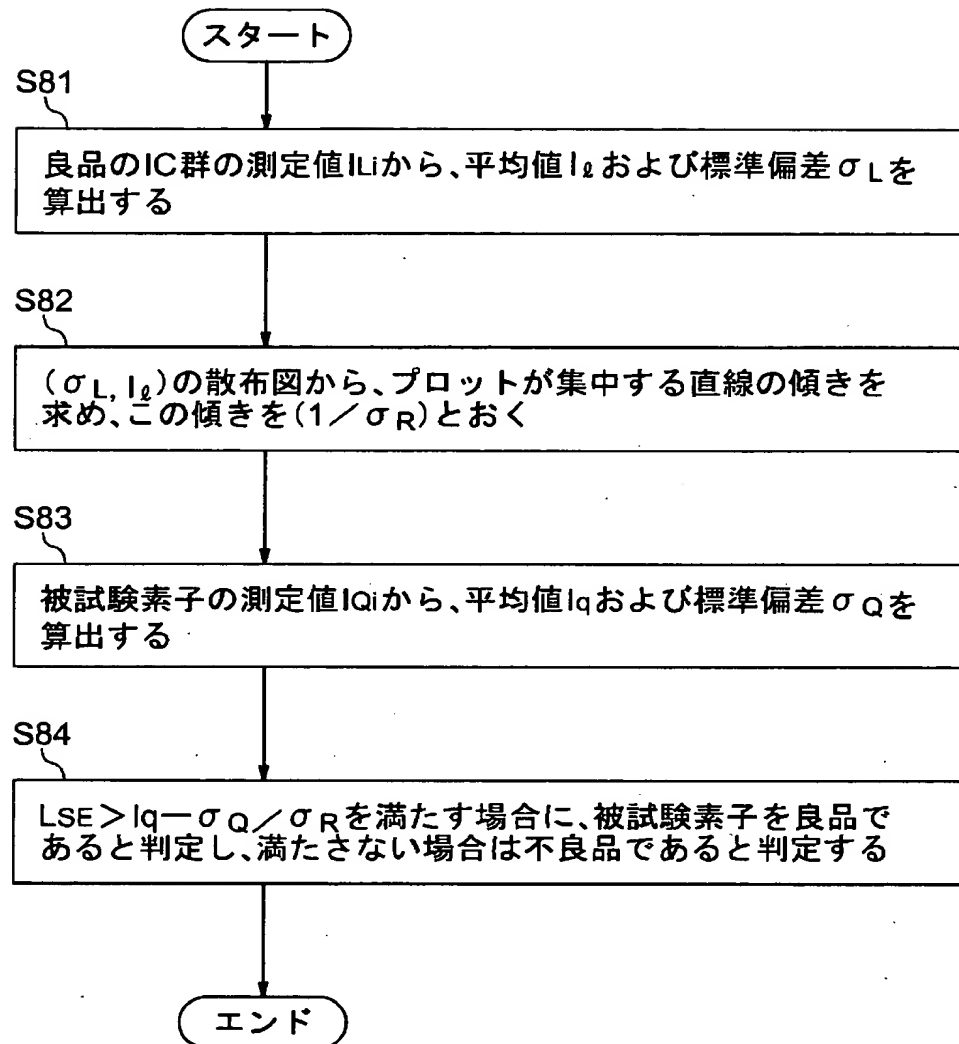 スタート
S81
良品のIC群の測定値ILiから、平均値Iℓおよび標準偏差σLを
算出する
S82
(σL, Iℓ)の散布図から、プロットが集中する直線の傾きを
求め、この傾きを(1／σR)とおく
S83
被試験素子の測定値IQiから、平均値Iqおよび標準偏差σQを
算出する
S84
LSE＞Iq－σQ／σRを満たす場合に、被試験素子を良品で
あると判定し、満たさない場合は不良品であると判定する
エンド